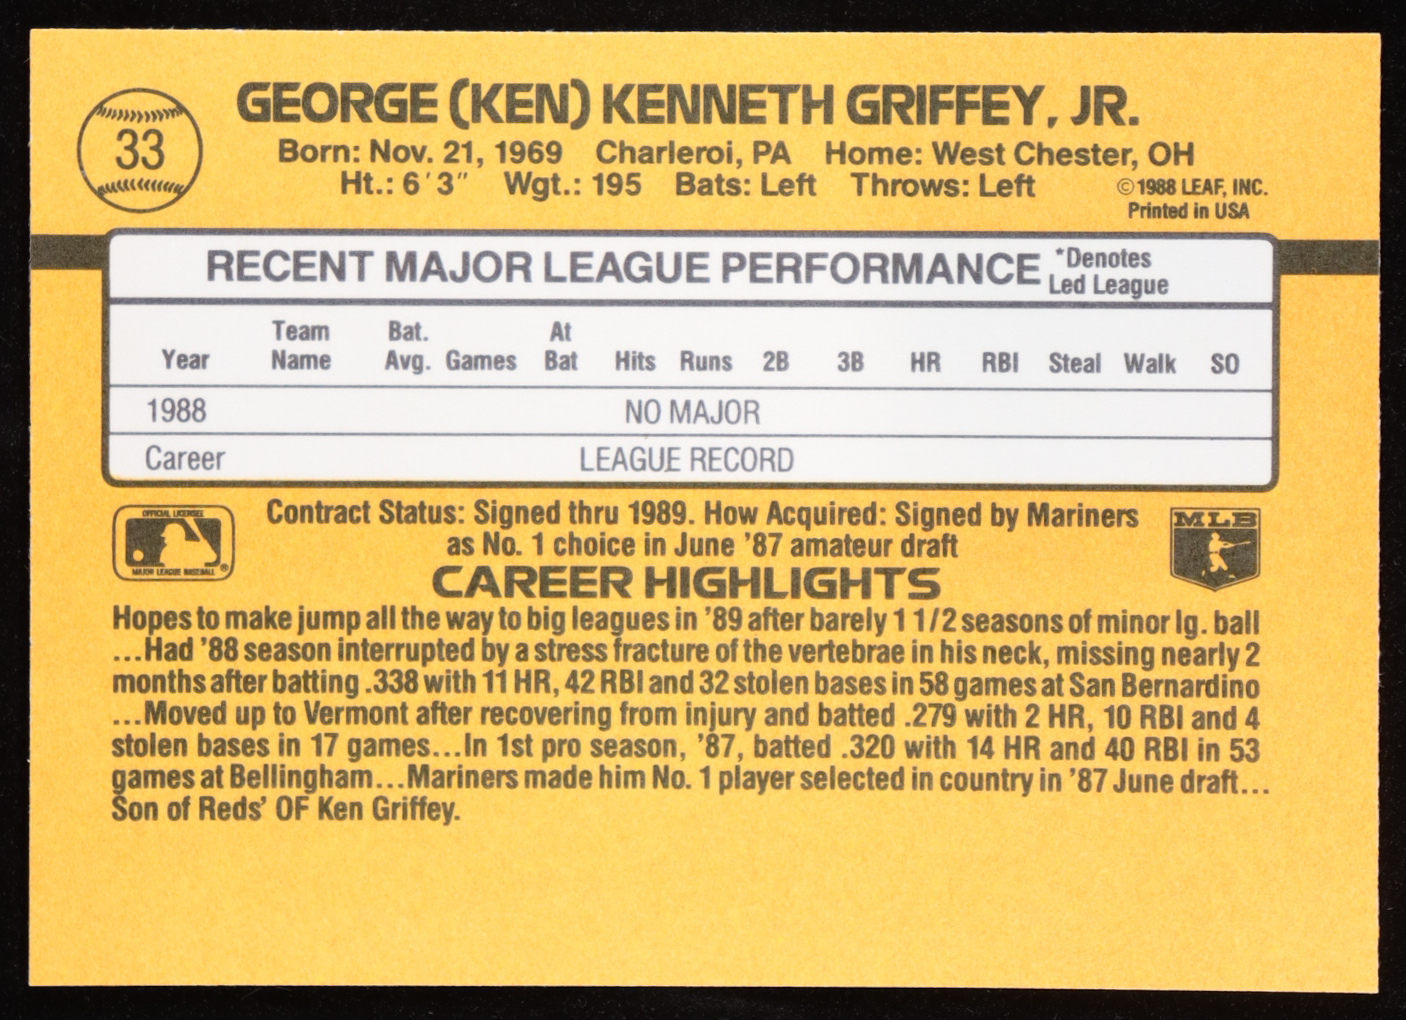 33
GEORGE (KEN) KENNETH GRIFFEY, JR.
Born: Nov. 21, 1969 Charleroi, PA Home: West Chester, OH
Ht.: 6'3" Wgt.: 195 Bats: Left Throws: Left
©1988 LEAF, INC.
Printed in USA
RECENT MAJOR LEAGUE PERFORMANCE *Denotes
Led League
Year Team Name Bat. Avg. Games At Bat Hits Runs 2B 3B HR RBI Steal Walk SO
1988 NO MAJOR
Career LEAGUE RECORD
OFFICIAL LICENSEE
MAJOR LEAGUE BASEBALL®
Contract Status: Signed thru 1989. How Acquired: Signed by Mariners
as No. 1 choice in June '87 amateur draft
MLB
CAREER HIGHLIGHTS
Hopes to make jump all the way to big leagues in '89 after barely 1 1/2 seasons of minor lg. ball
...Had '88 season interrupted by a stress fracture of the vertebrae in his neck, missing nearly 2
months after batting .338 with 11 HR, 42 RBI and 32 stolen bases in 58 games at San Bernardino
...Moved up to Vermont after recovering from injury and batted .279 with 2 HR, 10 RBI and 4
stolen bases in 17 games...In 1st pro season, '87, batted .320 with 14 HR and 40 RBI in 53
games at Bellingham...Mariners made him No. 1 player selected in country in '87 June draft...
Son of Reds' OF Ken Griffey.